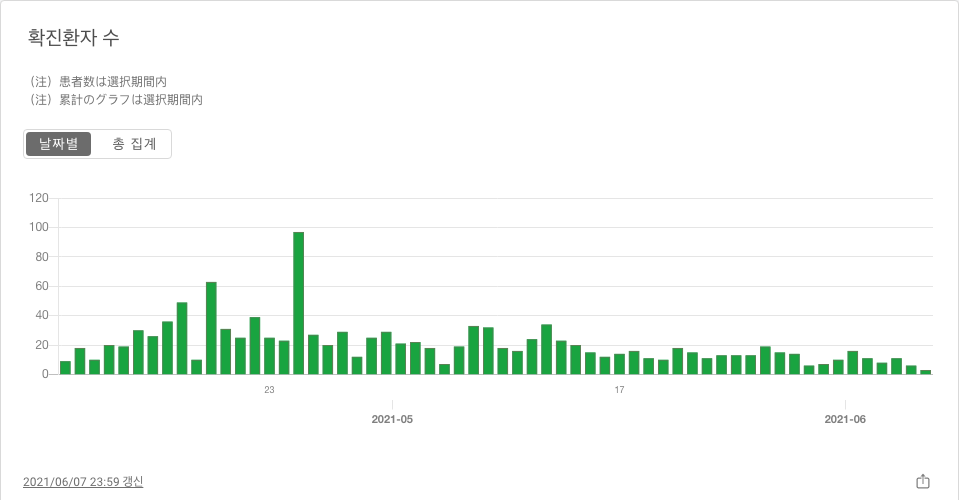 확진환자 수
（注）患者数は選択期間内
（注）累計のグラフは選択期間内
날짜별 총 집계
120
100
80
60
40
20
0
23 17
2021-05 2021-06
2021/06/07 23:59 갱신